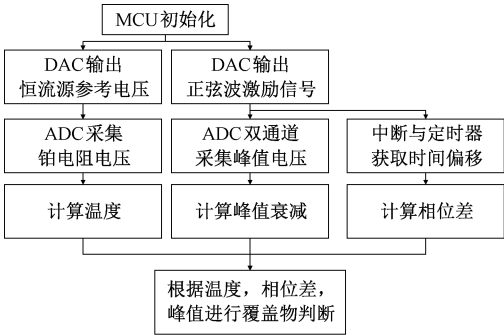 MCU初始化
DAC输出
恒流源参考电压
DAC输出
正弦波激励信号
ADC采集
铂电阻电压
ADC双通道
采集峰值电压
中断与定时器
获取时间偏移
计算温度
计算峰值衰减
计算相位差
根据温度，相位差，
峰值进行覆盖物判断